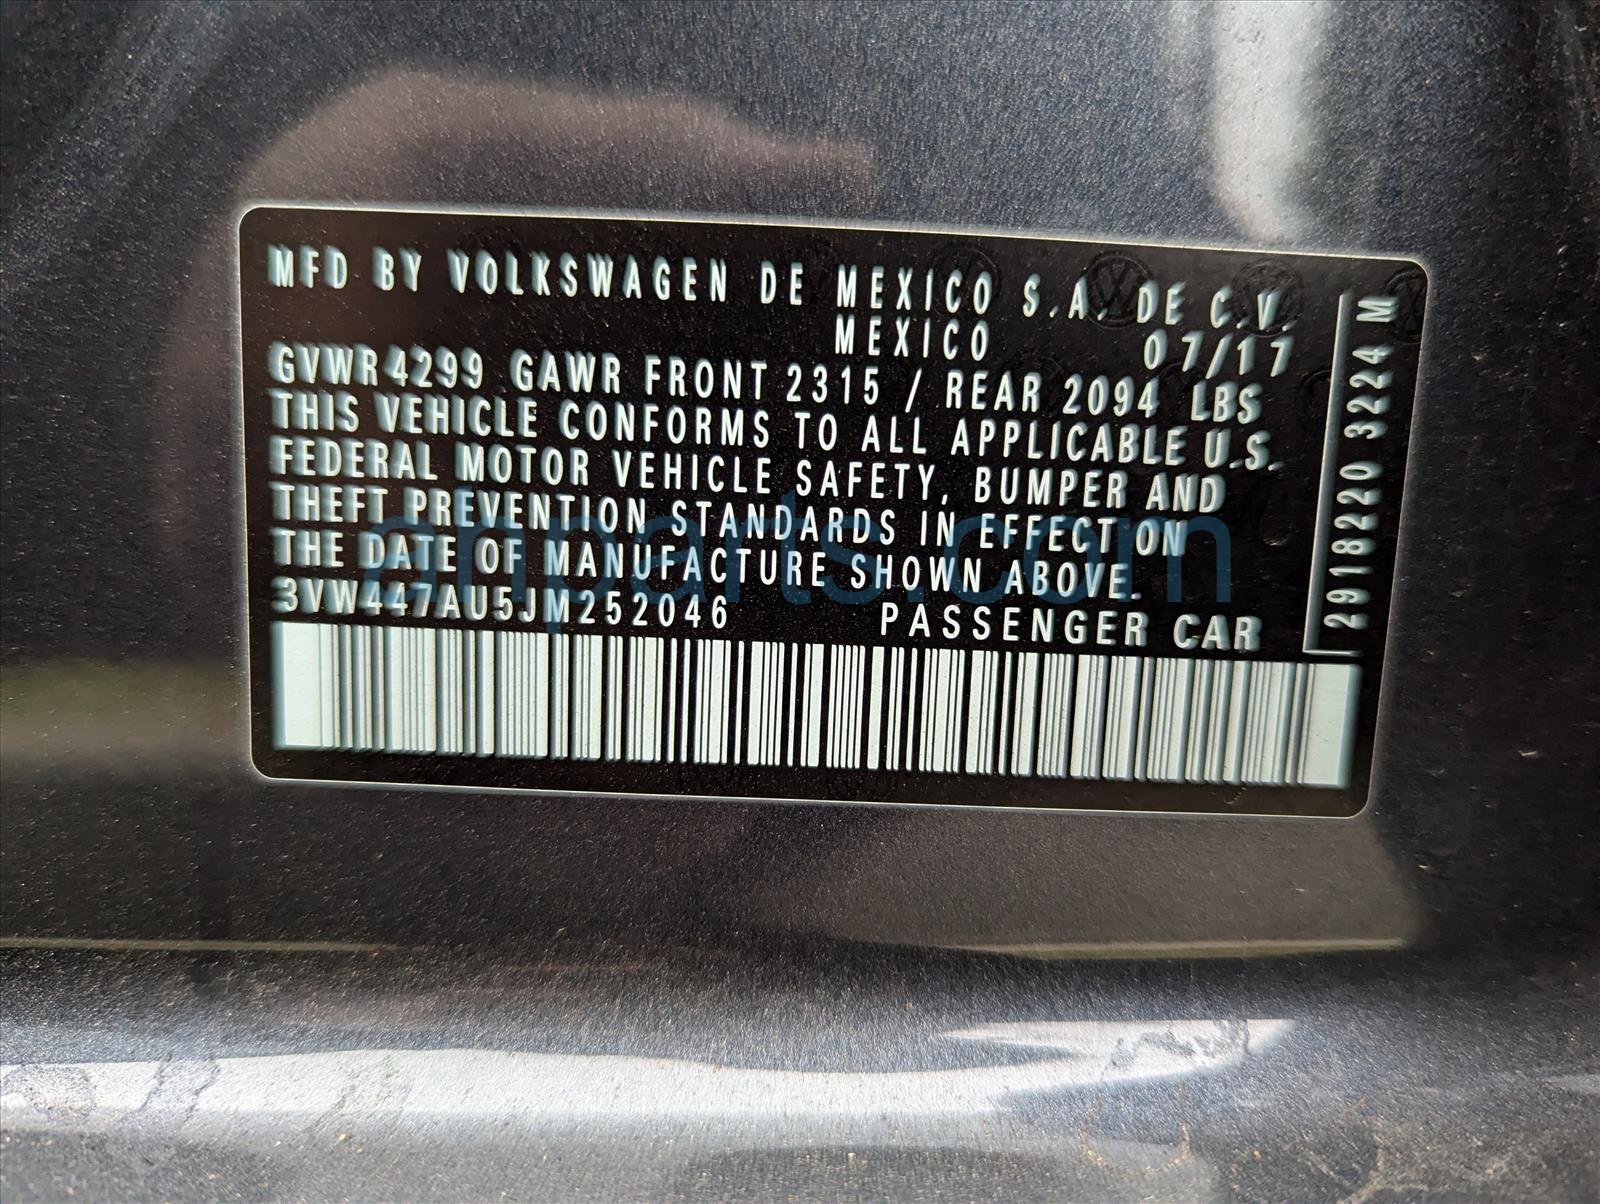 MFD BY VOLKSWAGEN DE MEXICO S.A. DE C.V.
MEXICO 07/17
GVWR 4299 GAWR FRONT 2315 / REAR 2094 LBS
THIS VEHICLE CONFORMS TO ALL APPLICABLE U.S.
FEDERAL MOTOR VEHICLE SAFETY, BUMPER AND
THEFT PREVENTION STANDARDS IN EFFECT ON
THE DATE OF MANUFACTURE SHOWN ABOVE.
3VW447AU5JM252046 PASSENGER CAR
2918220 3224 M
anparts.com